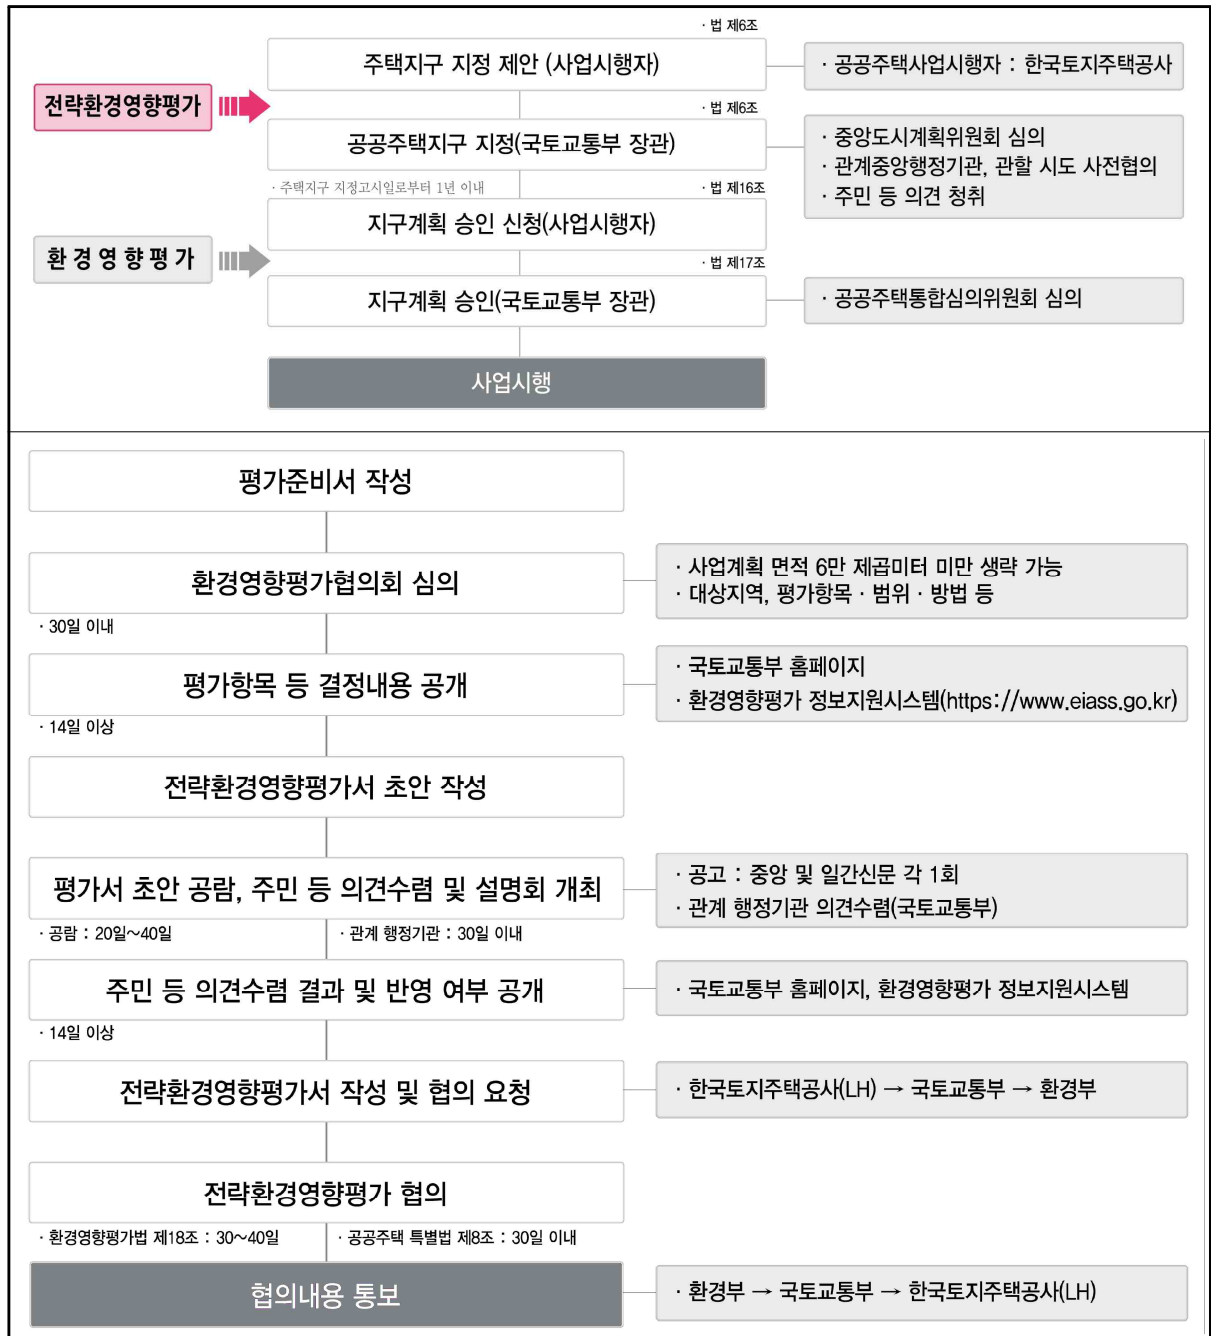 · 법 제6조
주택지구 지정 제안 (사업시행자)
· 공공주택사업시행자 : 한국토지주택공사
전략환경영향평가
· 법 제6조
공공주택지구 지정(국토교통부 장관)
· 중앙도시계획위원회 심의
· 관계중앙행정기관, 관할 시도 사전협의
· 주민 등 의견 청취
· 주택지구 지정고시일로부터 1년 이내
· 법 제16조
지구계획 승인 신청(사업시행자)
환 경 영 향 평 가
· 법 제17조
지구계획 승인(국토교통부 장관)
· 공공주택통합심의위원회 심의
사업시행
평가준비서 작성
환경영향평가협의회 심의
· 사업계획 면적 6만 제곱미터 미만 생략 가능
· 대상지역, 평가항목 · 범위 · 방법 등
· 30일 이내
평가항목 등 결정내용 공개
· 국토교통부 홈페이지
· 환경영향평가 정보지원시스템(https://www.eiass.go.kr)
· 14일 이상
전략환경영향평가서 초안 작성
평가서 초안 공람, 주민 등 의견수렴 및 설명회 개최
· 공고 : 중앙 및 일간신문 각 1회
· 관계 행정기관 의견수렴(국토교통부)
· 공람 : 20일~40일
· 관계 행정기관 : 30일 이내
주민 등 의견수렴 결과 및 반영 여부 공개
· 국토교통부 홈페이지, 환경영향평가 정보지원시스템
· 14일 이상
전략환경영향평가서 작성 및 협의 요청
· 한국토지주택공사(LH) → 국토교통부 → 환경부
전략환경영향평가 협의
· 환경영향평가법 제18조 : 30~40일
· 공공주택 특별법 제8조 : 30일 이내
협의내용 통보
· 환경부 → 국토교통부 → 한국토지주택공사(LH)